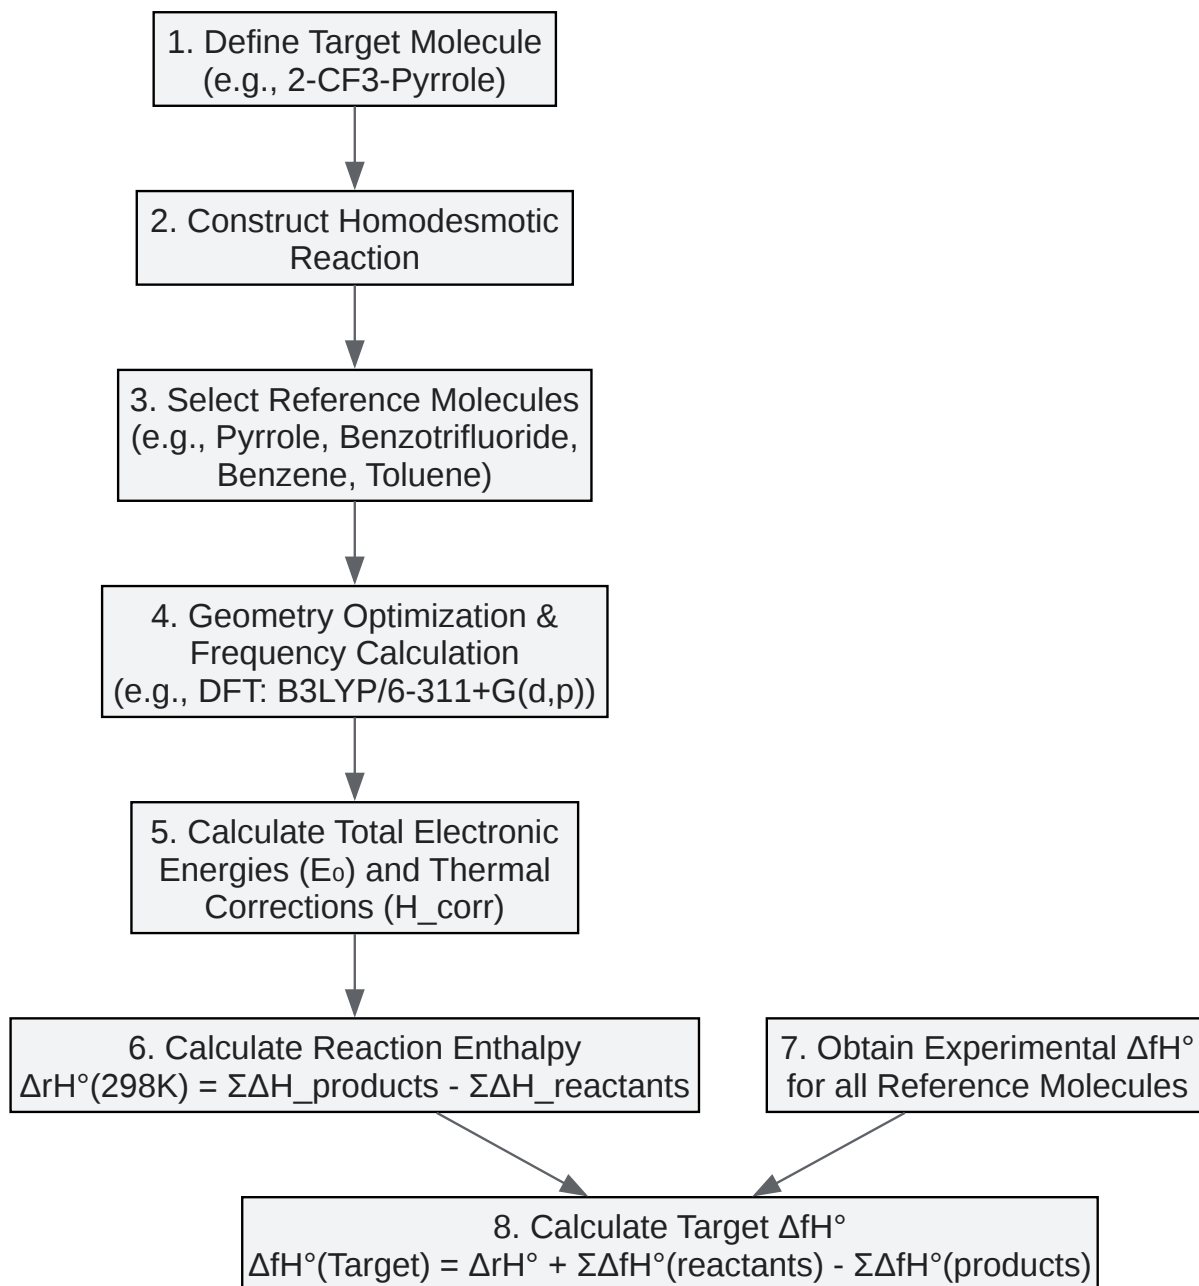 1. Define Target Molecule
(e.g., 2-CF3-Pyrrole)
2. Construct Homodesmotic
Reaction
3. Select Reference Molecules
(e.g., Pyrrole, Benzotrifluoride,
Benzene, Toluene)
4. Geometry Optimization &
Frequency Calculation
(e.g., DFT: B3LYP/6-311+G(d,p))
5. Calculate Total Electronic
Energies (E₀) and Thermal
Corrections (H_corr)
6. Calculate Reaction Enthalpy
ΔrH°(298K) = ΣΔH_products - ΣΔH_reactants
7. Obtain Experimental ΔfH°
for all Reference Molecules
8. Calculate Target ΔfH°
ΔfH°(Target) = ΔrH° + ΣΔfH°(reactants) - ΣΔfH°(products)